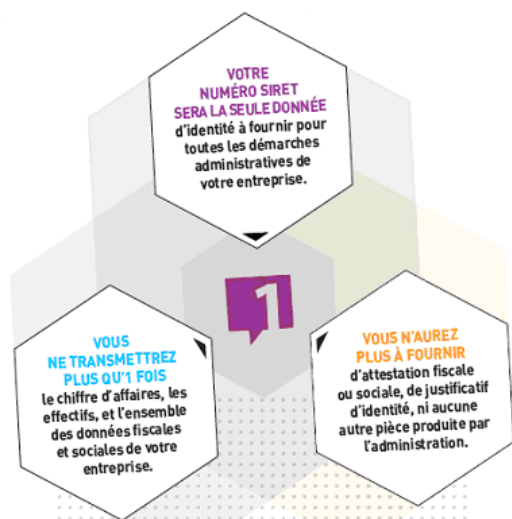 VOTRE
NUMÉRO SIRET
SERA LA SEULE DONNÉE
d'identité à fournir pour
toutes les démarches
administratives de
votre entreprise.
1
VOUS
NE TRANSMETTREZ
PLUS QU'1 FOIS
le chiffre d'affaires, les
effectifs, et l'ensemble
des données fiscales
et sociales de votre
entreprise.
VOUS N'AUREZ
PLUS À FOURNIR
d'attestation fiscale
ou sociale, de justificatif
d'identité, ni aucune
autre pièce produite par
l'administration.